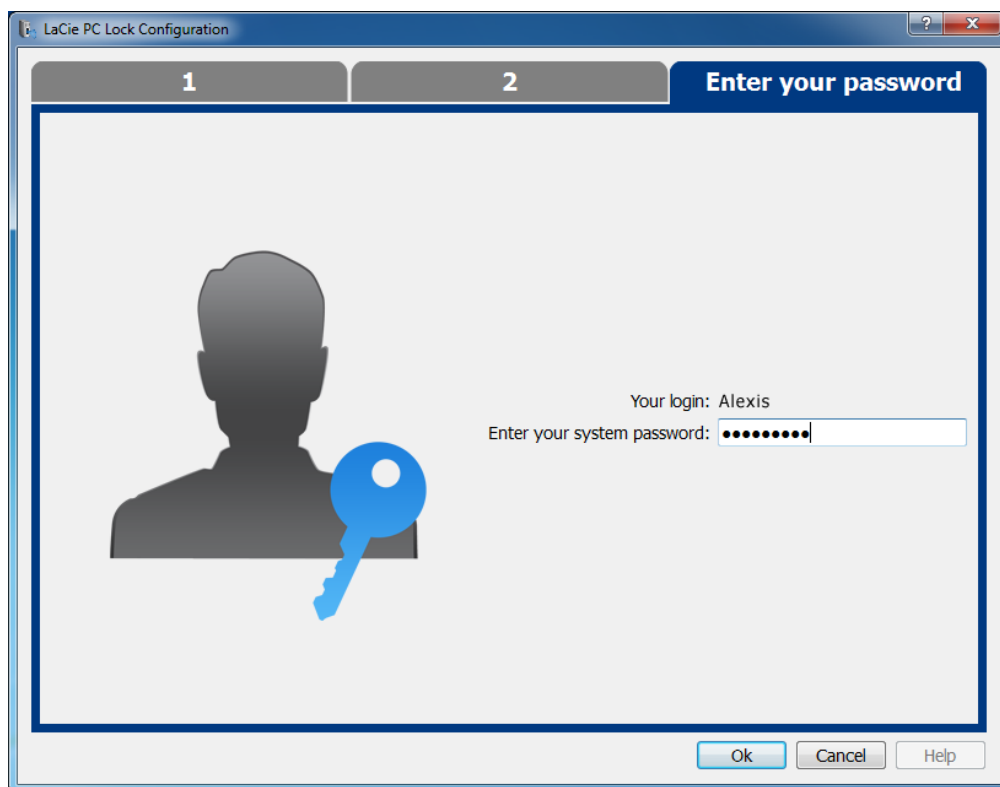 LaCie PC Lock Configuration
?
1 2 Enter your password
Your login: Alexis
Enter your system password: ●●●●●●●●●
Ok Cancel Help